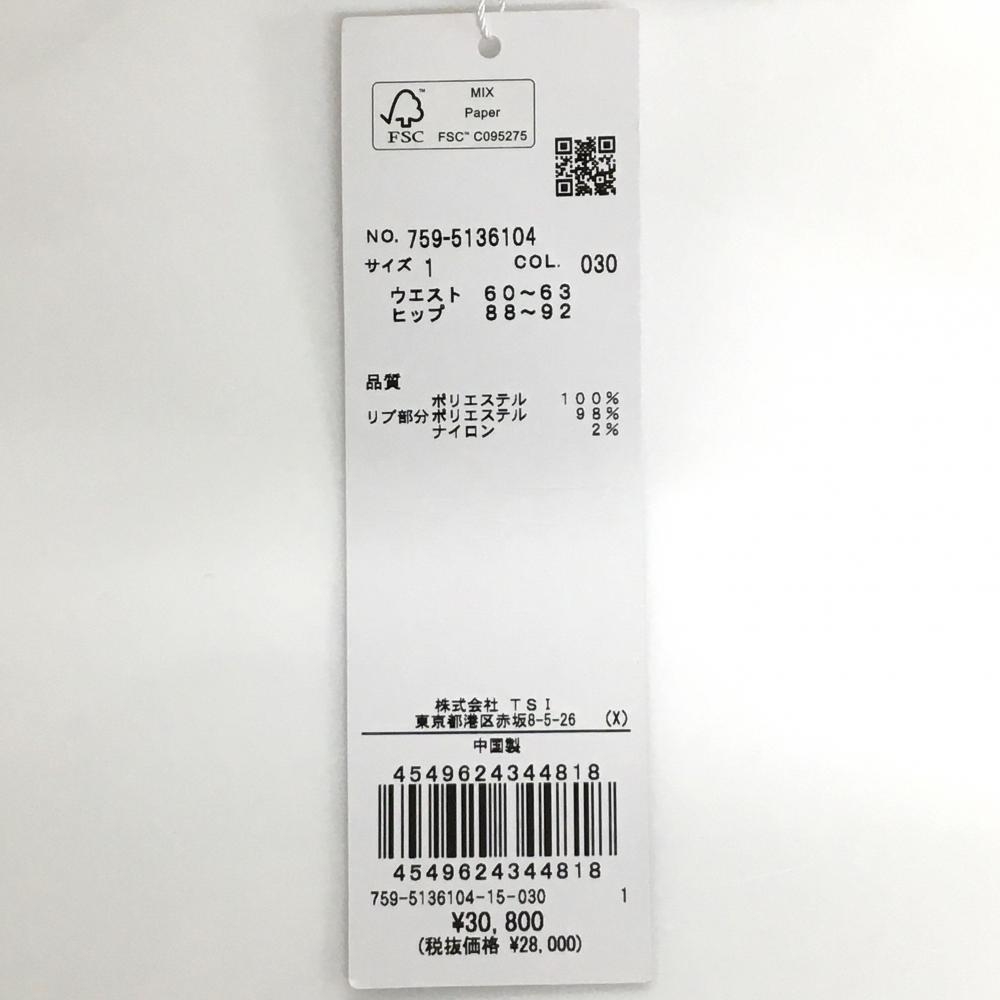 MIX
Paper
FSC™ C095275
FSC™
NO. 759-5136104
サイズ 1 COL. 030
ウエスト 60～63
ヒップ 88～92
品質
ポリエステル 100%
リブ部分ポリエステル 98%
ナイロン 2%
株式会社 TSI
東京都港区赤坂8-5-26 (X)
中国製
4549624344818
4549624344818
759-5136104-15-030 1
¥30,800
(税抜価格 ¥28,000)